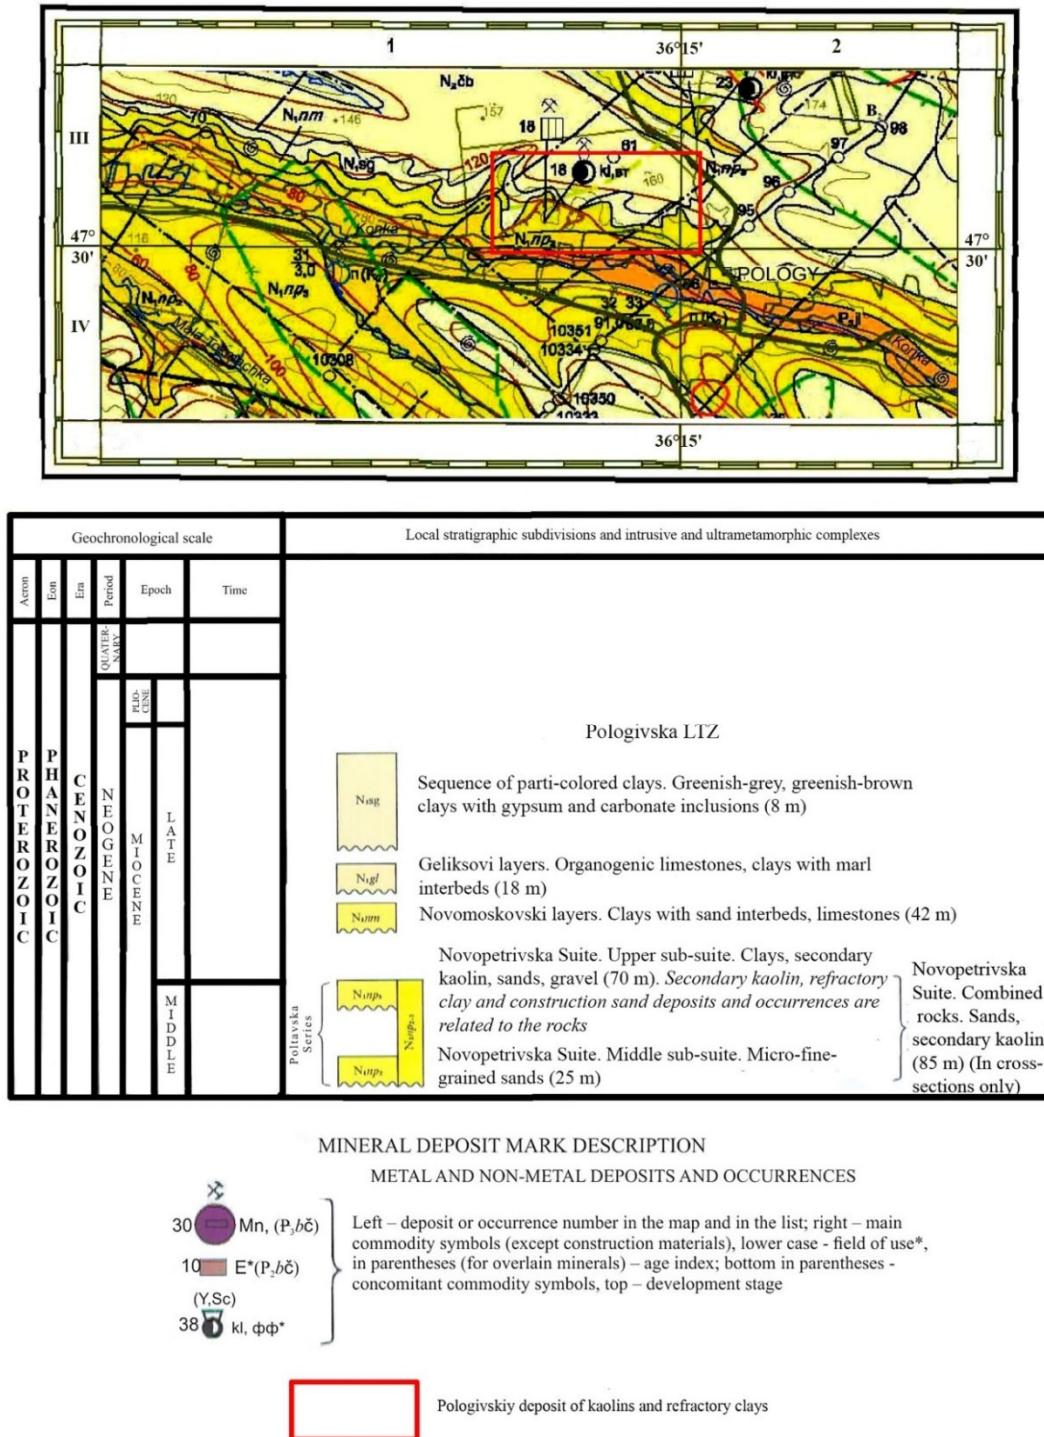 1
36°15'
2
N₂čb
23
174
B
N₁nm
146
157
70
18
98
III
61
97
N₁sg
120
18
kl,вт
N₁np₃
160
96
80
95
47°
30'
Konka
N₁np₂
47°
30'
118
31
3,0
п(K₂)
POLOGY
80
80
N₁np₃
N₁np₂
32
33
P₂
IV
10351
Konka
10334
10308
100
10350
36°15'
Geochronological scale
Local stratigraphic subdivisions and intrusive and ultrametamorphic complexes
Acron
Eon
Era
Period
Epoch
Time
QUATER-
NARY
PLIO-
CENE
PROTEROZOIC
PHANEROZOIC
CENOZOIC
NEOGENE
MIOCENE
LATE
MIDDLE
Pologivska LTZ
N₁sg
Sequence of parti-colored clays. Greenish-grey, greenish-brown
clays with gypsum and carbonate inclusions (8 m)
N₁gl
Geliksovi layers. Organogenic limestones, clays with marl
interbeds (18 m)
N₁nm
Novomoskovski layers. Clays with sand interbeds, limestones (42 m)
Poltavska
Series
N₁np₃
N₁np₂₋₃
N₁np₂
Novopetrivska Suite. Upper sub-suite. Clays, secondary
kaolin, sands, gravel (70 m). Secondary kaolin, refractory
clay and construction sand deposits and occurrences are
related to the rocks
Novopetrivska Suite. Middle sub-suite. Micro-fine-
grained sands (25 m)
Novopetrivska
Suite. Combined
rocks. Sands,
secondary kaolin
(85 m) (In cross-
sections only)
MINERAL DEPOSIT MARK DESCRIPTION
METAL AND NON-METAL DEPOSITS AND OCCURRENCES
30 Mn, (P₃bč)
10 E*(P₂bč)
(Y,Sc)
38 kl, фф*
Left – deposit or occurrence number in the map and in the list; right – main
commodity symbols (except construction materials), lower case - field of use*,
in parentheses (for overlain minerals) – age index; bottom in parentheses -
concomitant commodity symbols, top – development stage
Pologivskiy deposit of kaolins and refractory clays